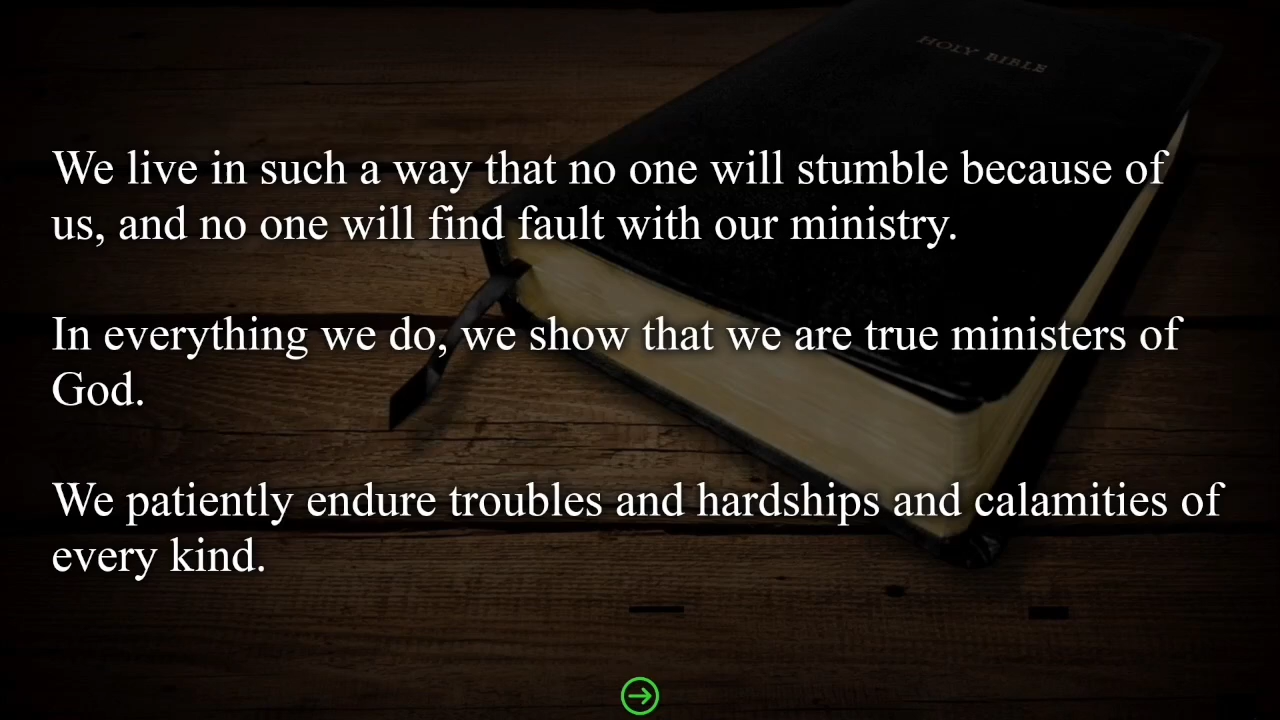 HOLY BIBLE
We live in such a way that no one will stumble because of
us, and no one will find fault with our ministry.
In everything we do, we show that we are true ministers of
God.
We patiently endure troubles and hardships and calamities of
every kind.